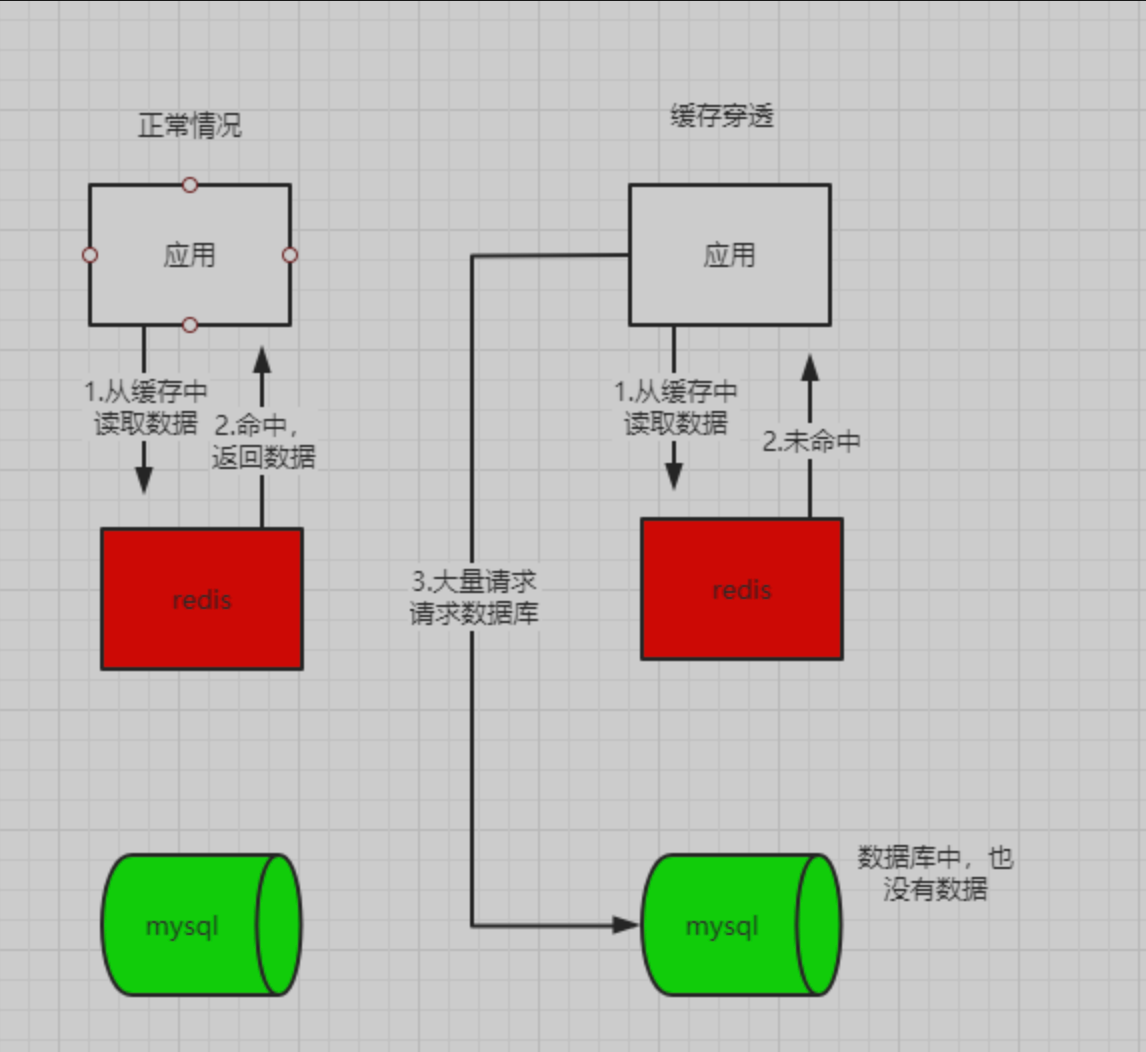 正常情况
应用
1.从缓存中
读取数据
2.命中，
返回数据
redis
mysql
缓存穿透
应用
1.从缓存中
读取数据
2.未命中
3.大量请求
请求数据库
redis
mysql
数据库中，也
没有数据